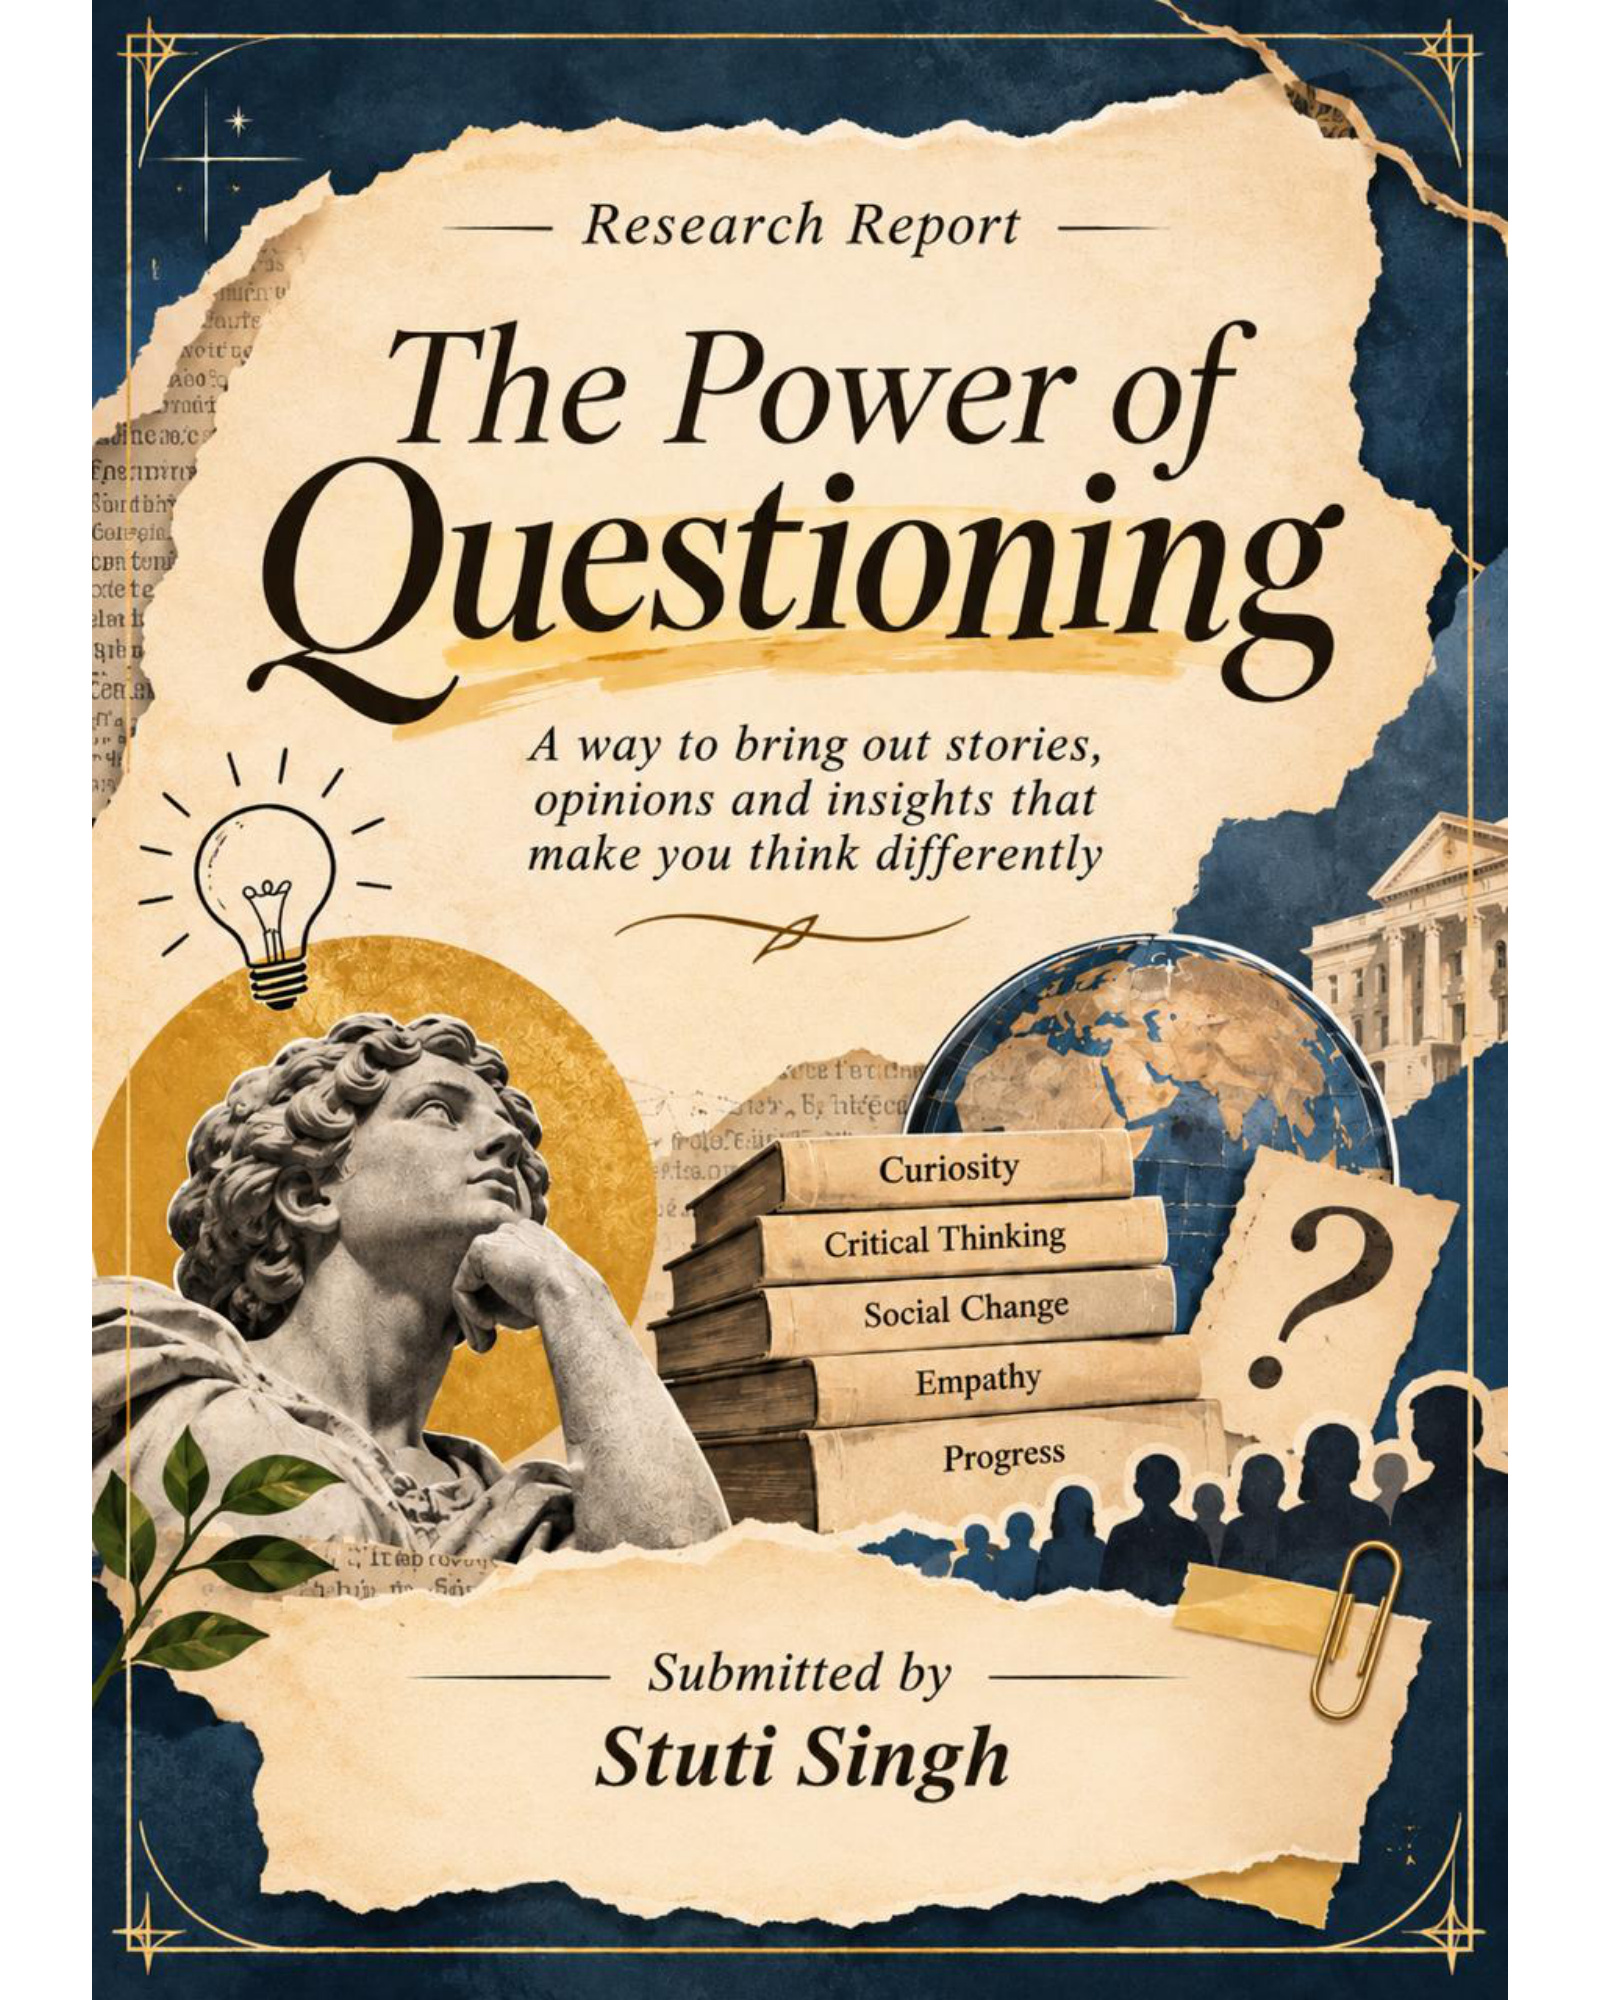 Research Report
The Power of
Questioning
A way to bring out stories,
opinions and insights that
make you think differently
Curiosity
Critical Thinking
Social Change
Empathy
Progress
?
Submitted by
Stuti Singh